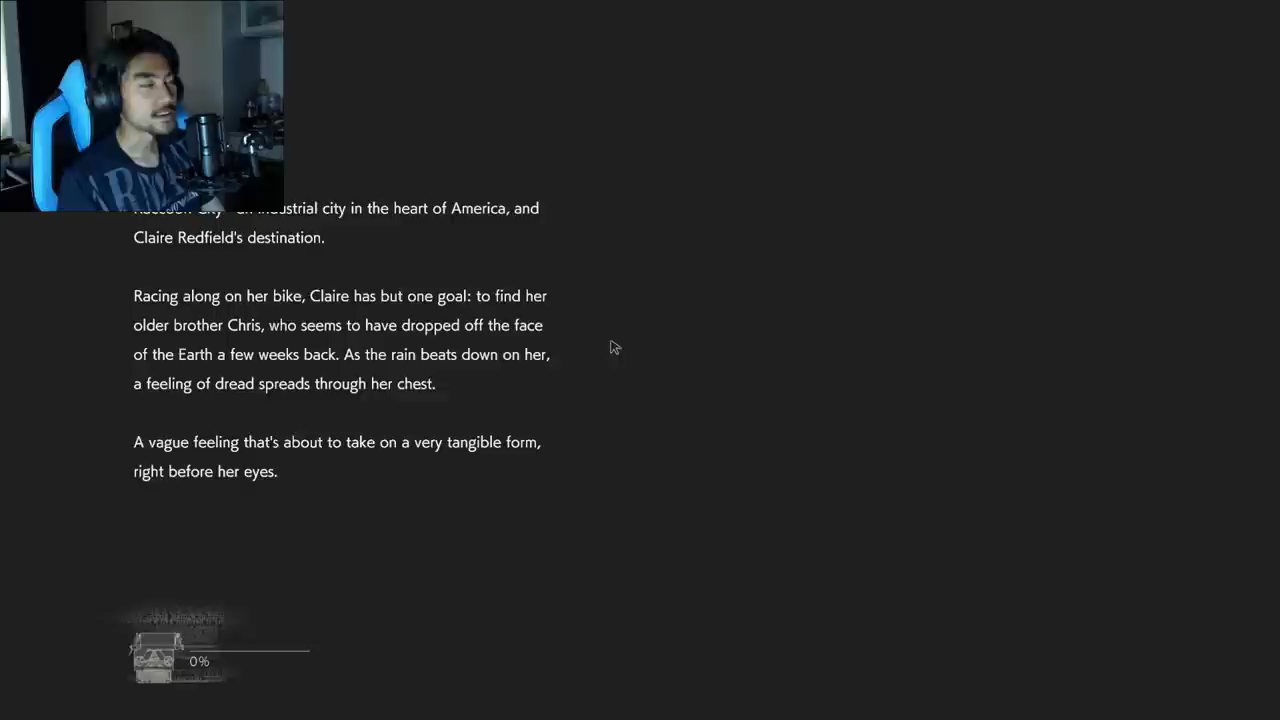 industrial city in the heart of America, and
Claire Redfield's destination.
Racing along on her bike, Claire has but one goal: to find her
older brother Chris, who seems to have dropped off the face
of the Earth a few weeks back. As the rain beats down on her,
a feeling of dread spreads through her chest.
A vague feeling that's about to take on a very tangible form,
right before her eyes.
0%